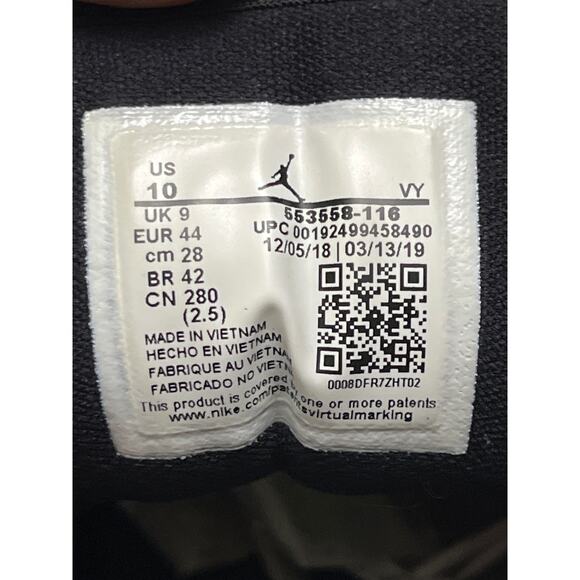 US
10
VY
UK 9
553558-116
EUR 44
UPC 00192499458490
cm 28
12/05/18 | 03/13/19
BR 42
CN 280
(2.5)
MADE IN VIETNAM
HECHO EN VIETNAM
FABRIQUE AU VIETNAM
FABRICADO NO VIETN
0008DFR7ZHT02
This product is covered by one or more patents
www.nike.com/patentsvirtualmarking